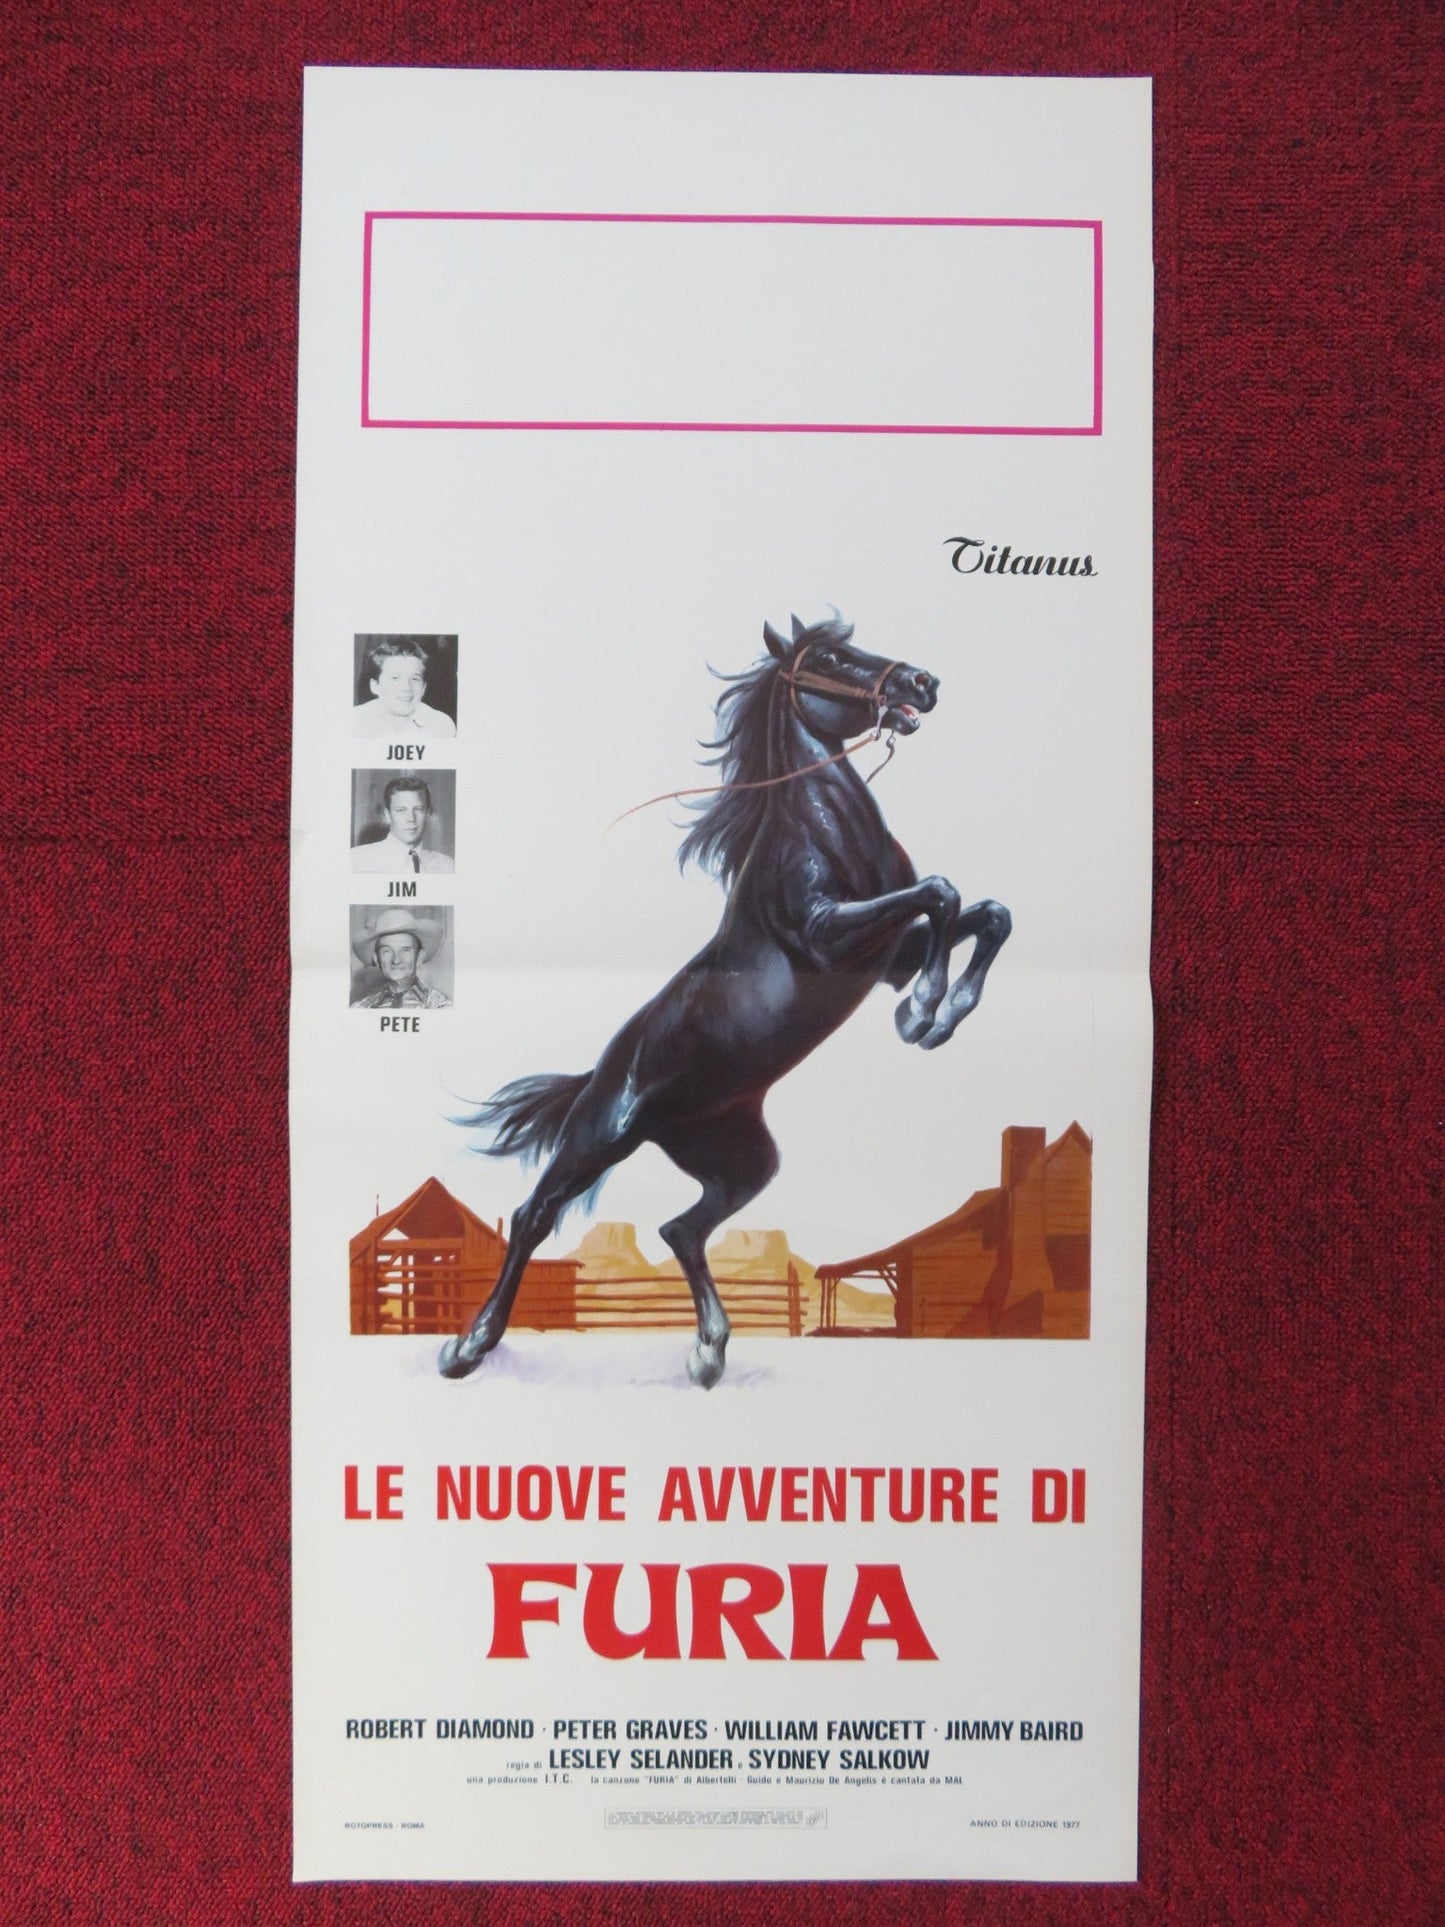 Titanus
JOEY
JIM
PETE
LE NUOVE AVVENTURE DI
FURIA
ROBERT DIAMOND · PETER GRAVES · WILLIAM FAWCETT · JIMMY BAIRD
regia di LESLEY SELANDER e SYDNEY SALKOW
una produzione I.T.C. la canzone "FURIA" di Albertelli · Guido e Maurizio De Angelis è cantata da MAL
ROTOPRESS - ROMA
ANNO DI EDIZIONE 1977